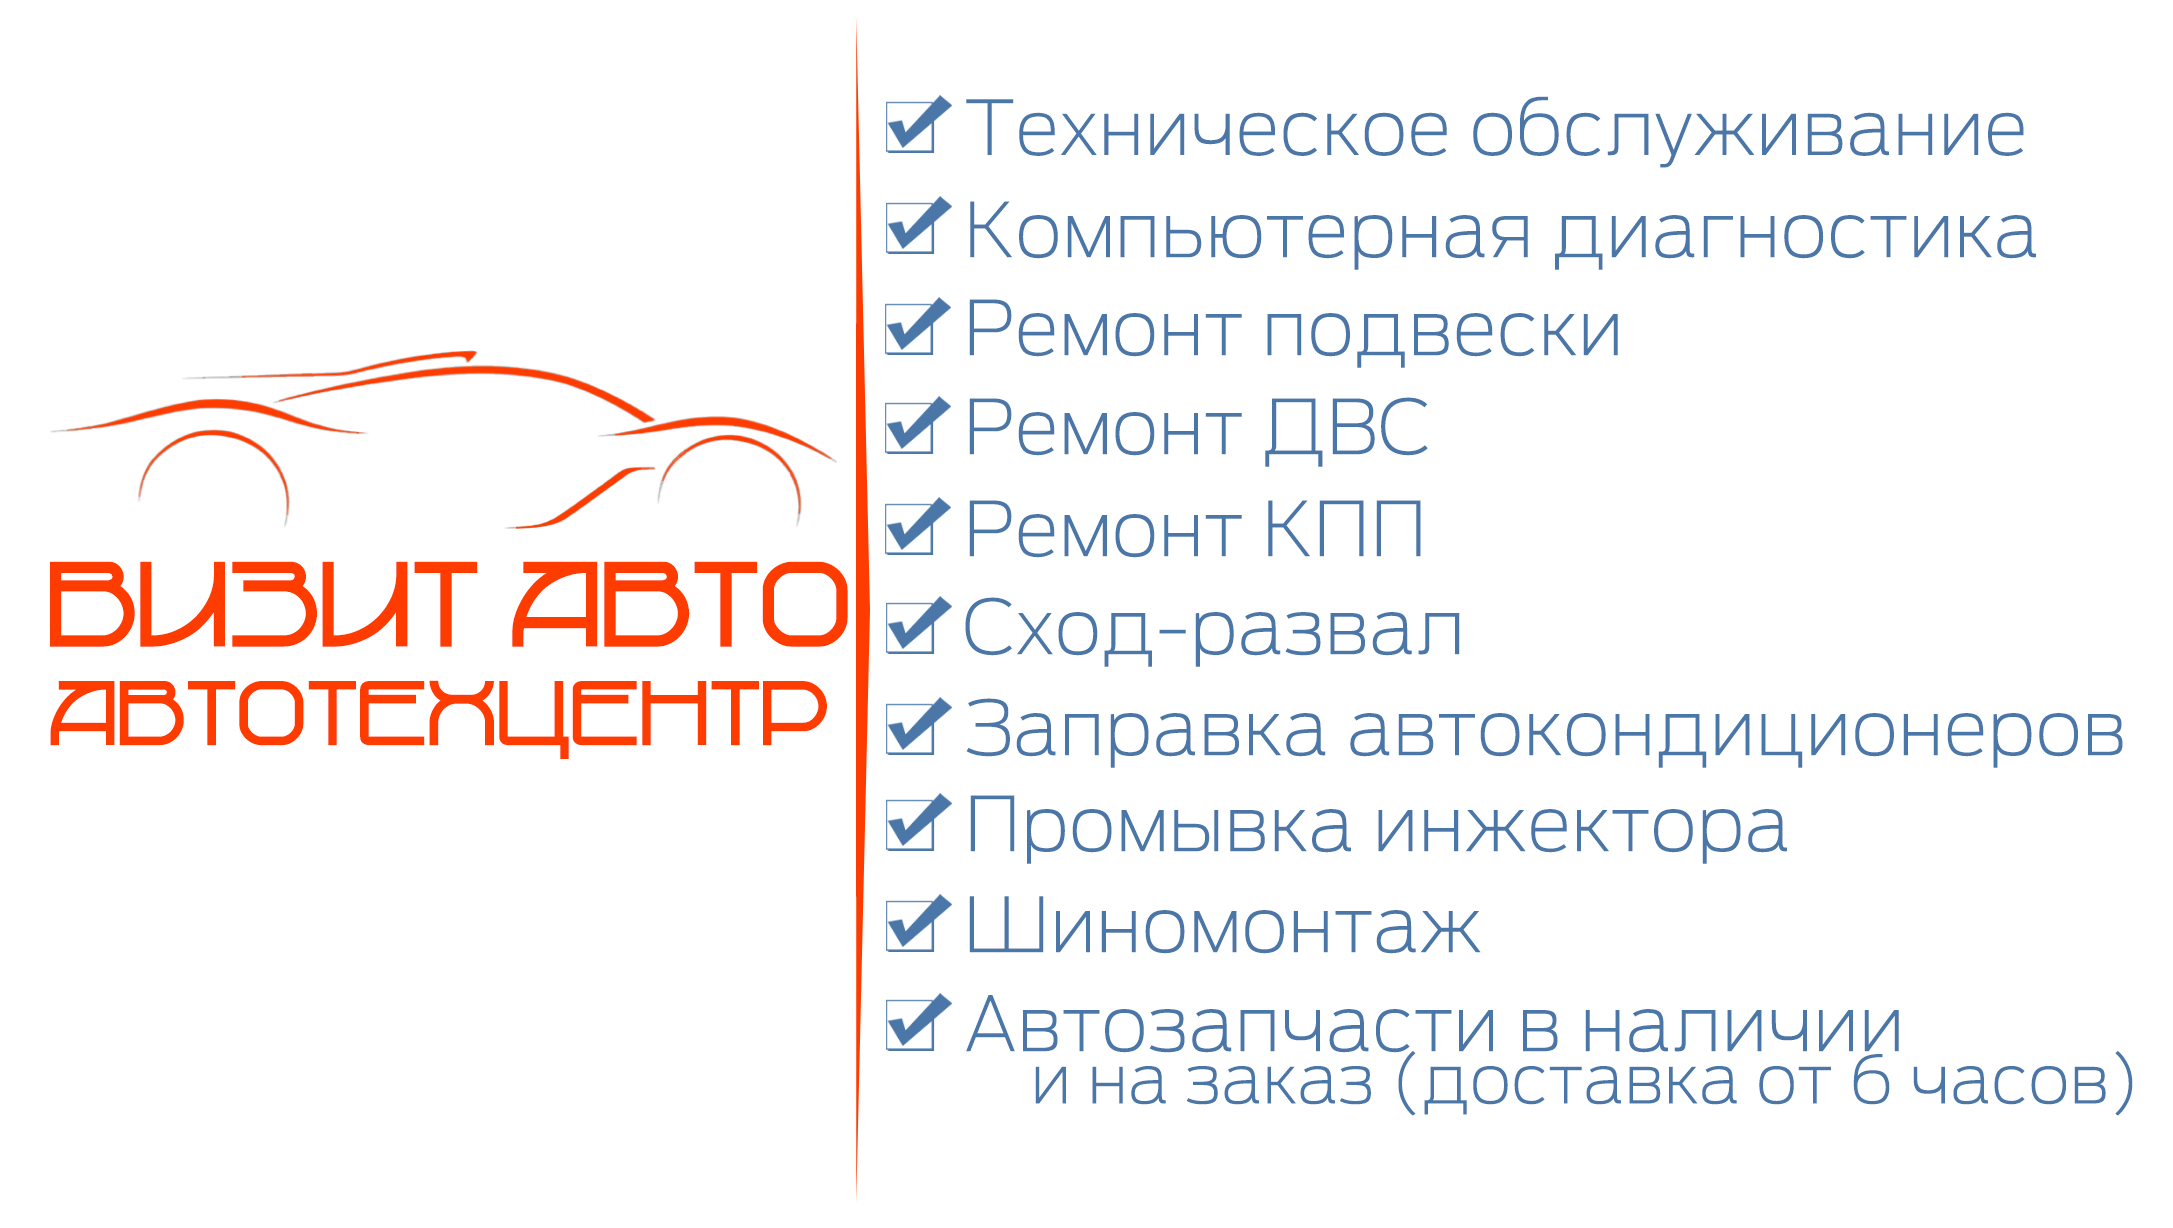 ВИЗИТ АВТО
АВТОТЕХЦЕНТР
Техническое обслуживание
Компьютерная диагностика
Ремонт подвески
Ремонт ДВС
Ремонт КПП
Сход-развал
Заправка автокондиционеров
Промывка инжектора
Шиномонтаж
Автозапчасти в наличии
и на заказ (доставка от 6 часов)